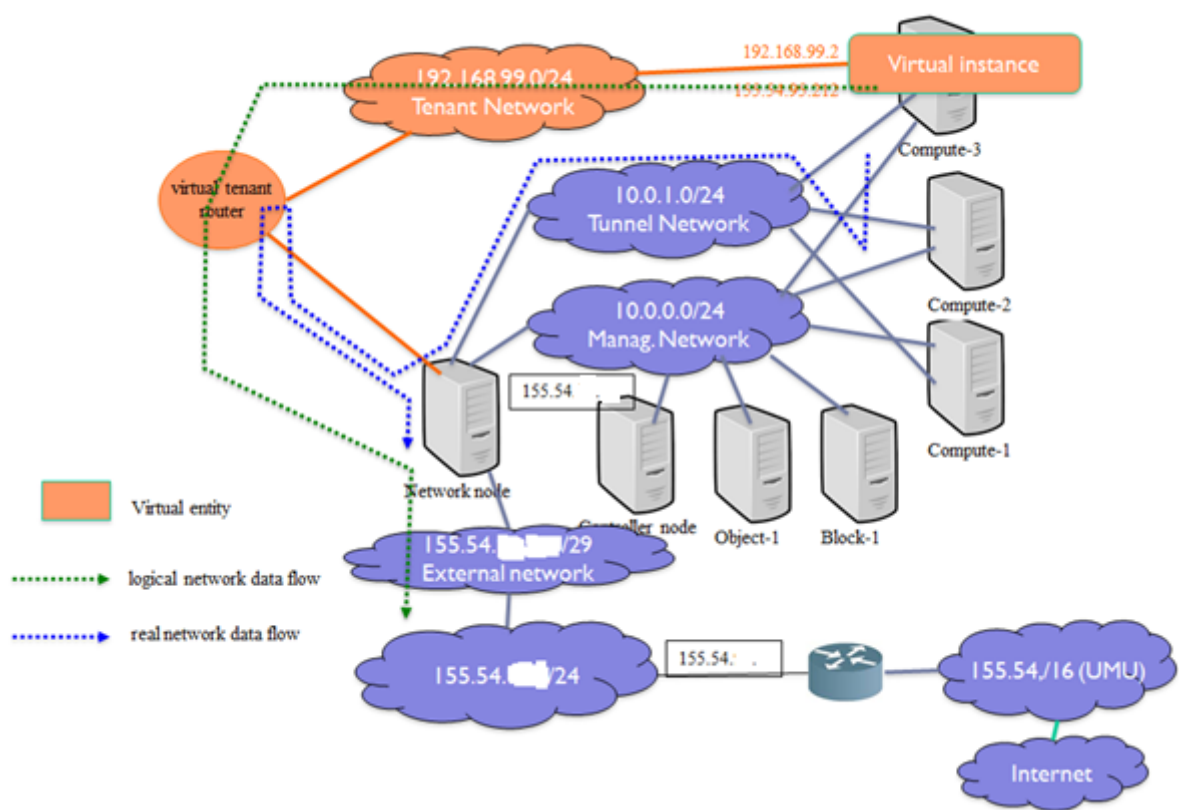 192.168.99.2
Virtual instance
192.168.99.0/24
Tenant Network
Compute-3
virtual tenant
router
10.0.1.0/24
Tunnel Network
Compute-2
10.0.0.0/24
Manag. Network
155.54.
Compute-1
Network node
Controller node
Object-1
Block-1
Virtual entity
155.54. /29
External network
logical network data flow
real network data flow
155.54. /24
155.54.
155.54,/16 (UMU)
Internet